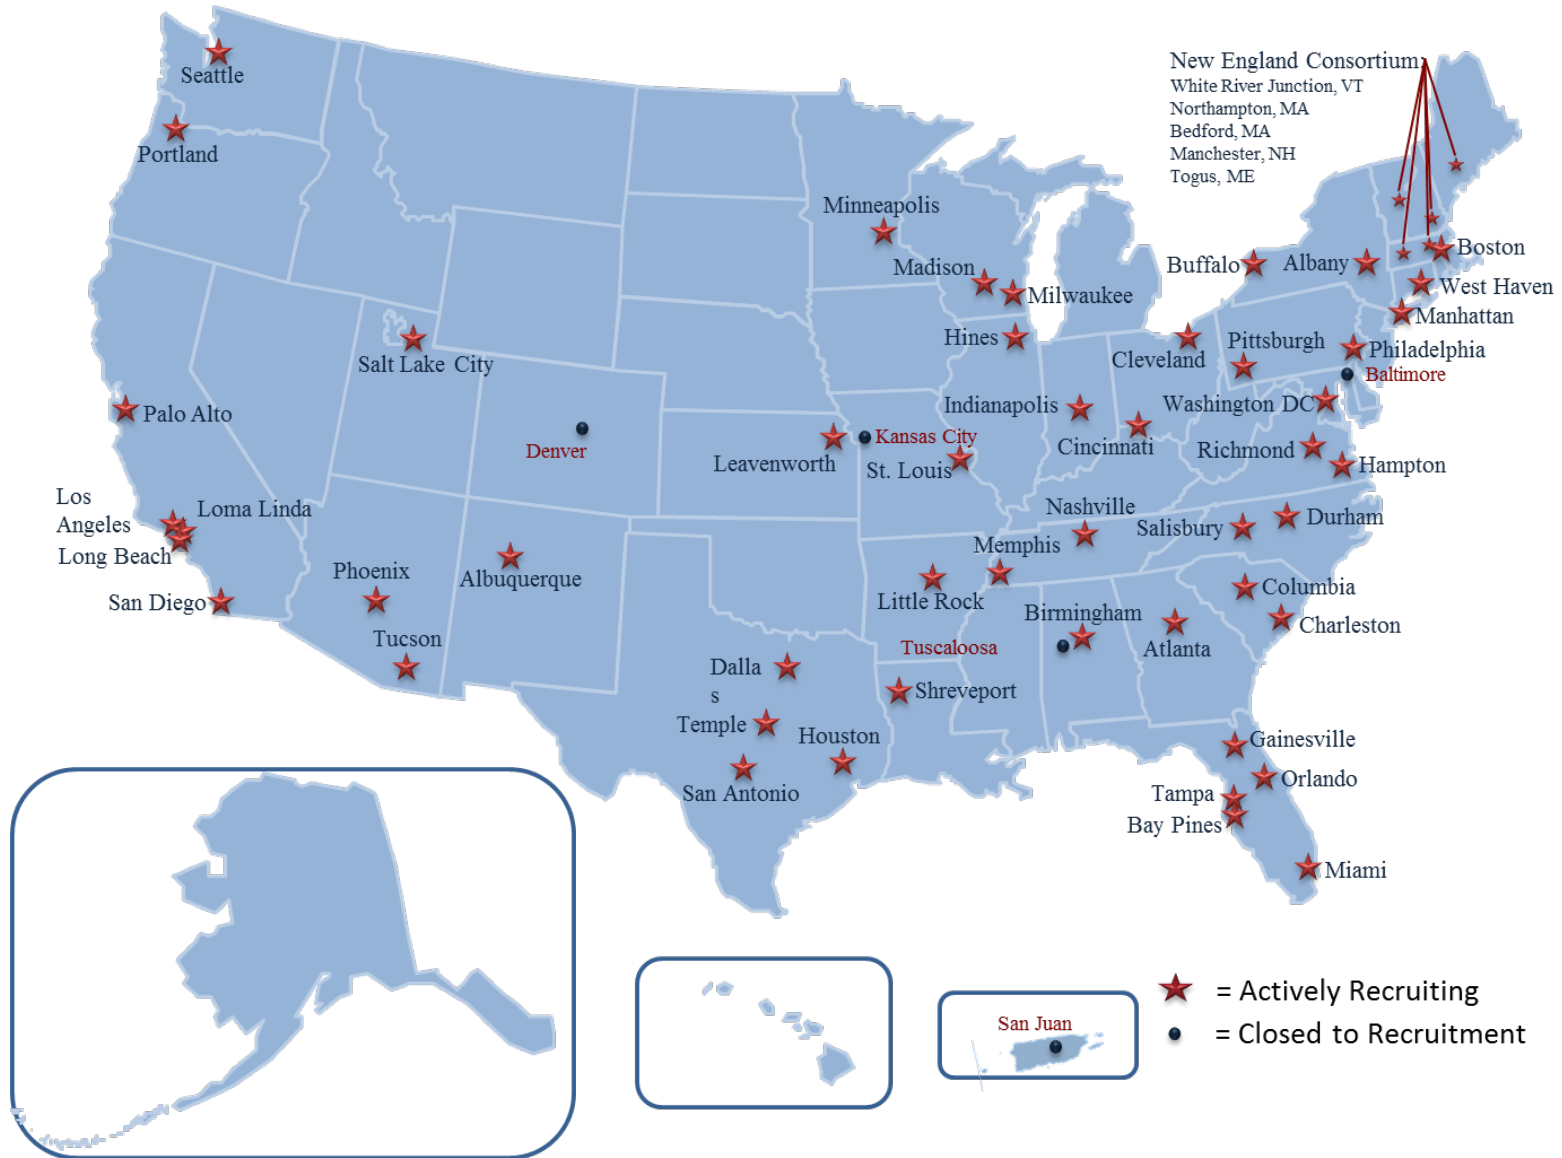 New England Consortium:
White River Junction, VT
Northampton, MA
Bedford, MA
Manchester, NH
Togus, ME
Seattle
Portland
Minneapolis
Madison
Milwaukee
Hines
Buffalo
Albany
Boston
West Haven
Manhattan
Cleveland
Pittsburgh
Philadelphia
Baltimore
Salt Lake City
Palo Alto
Denver
Leavenworth
Kansas City
St. Louis
Indianapolis
Cincinnati
Washington DC
Richmond
Hampton
Los
Angeles
Loma Linda
Long Beach
San Diego
Phoenix
Tucson
Albuquerque
Nashville
Memphis
Little Rock
Salisbury
Durham
Columbia
Charleston
Birmingham
Tuscaloosa
Atlanta
Dalla
s
Temple
Shreveport
Houston
San Antonio
Gainesville
Orlando
Tampa
Bay Pines
Miami
San Juan
= Actively Recruiting
= Closed to Recruitment